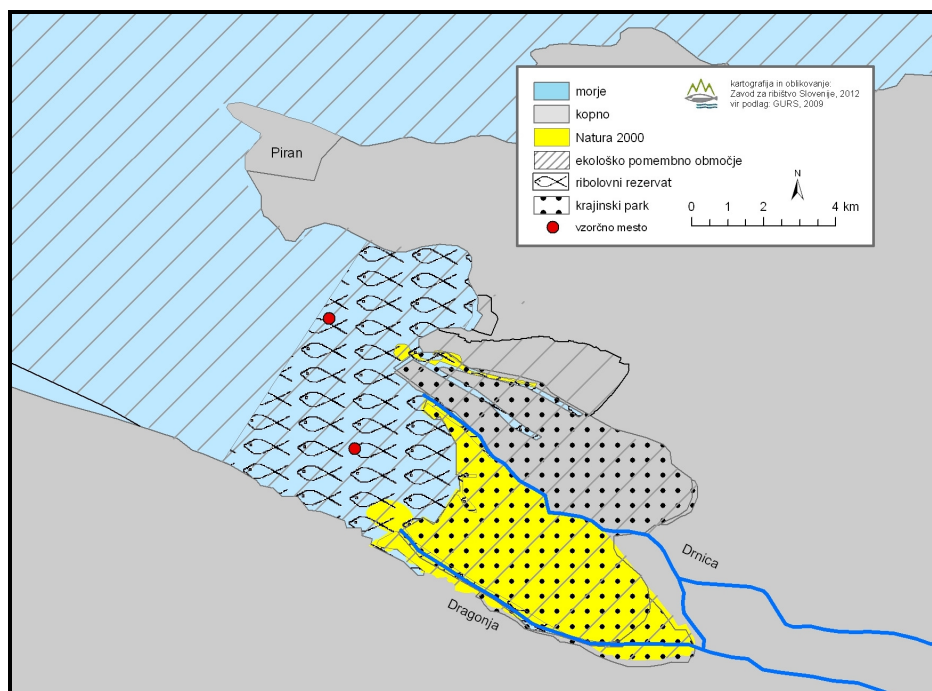 morje
kartografija in oblikovanje:
Zavod za ribištvo Slovenije, 2012
vir podlag: GURS, 2009
kopno
Natura 2000
ekološko pomembno območje
ribolovni rezervat
krajinski park
vzorčno mesto
N
0 1 2 4 km
Piran
Drnica
Dragonja